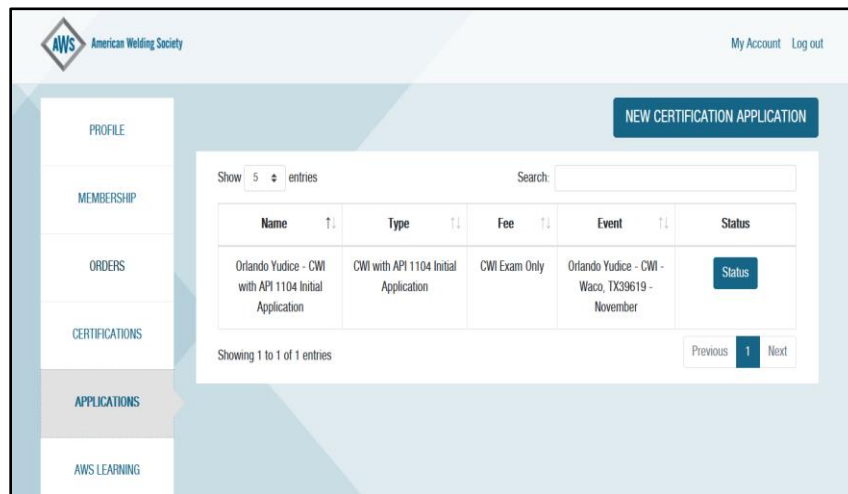 AWS American Welding Society
My Account Log out
PROFILE
MEMBERSHIP
ORDERS
CERTIFICATIONS
APPLICATIONS
AWS LEARNING
NEW CERTIFICATION APPLICATION
Show 5 entries
Search:
Name Type Fee Event Status
Orlando Yudice - CWI
with API 1104 Initial
Application
CWI with API 1104 Initial
Application
CWI Exam Only
Orlando Yudice - CWI -
Waco, TX39619 -
November
Status
Showing 1 to 1 of 1 entries
Previous 1 Next